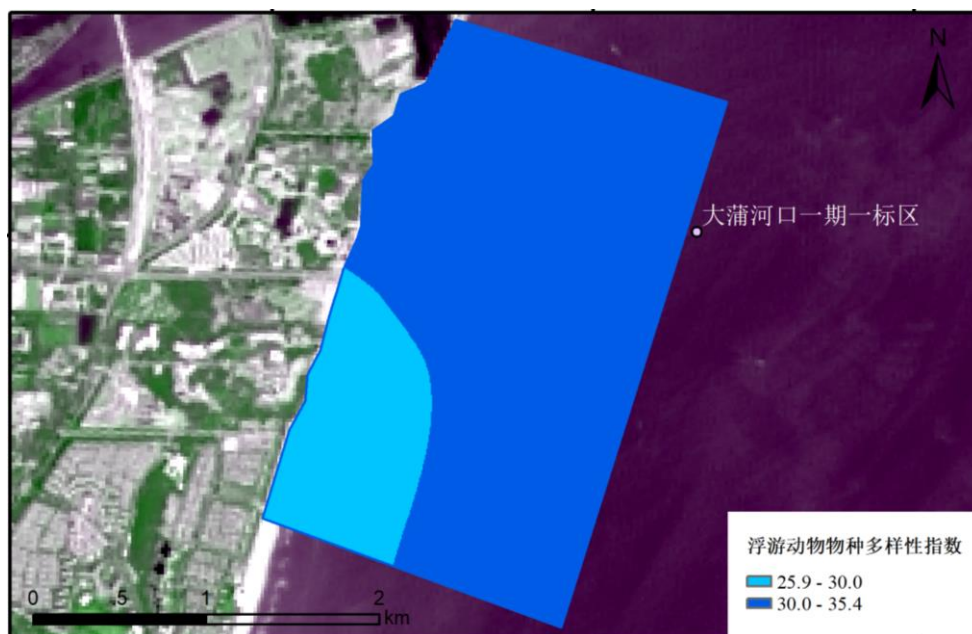 N
大蒲河口一期一标区
浮游动物物种多样性指数
25.9 - 30.0
30.0 - 35.4
0 .5 1 2
km